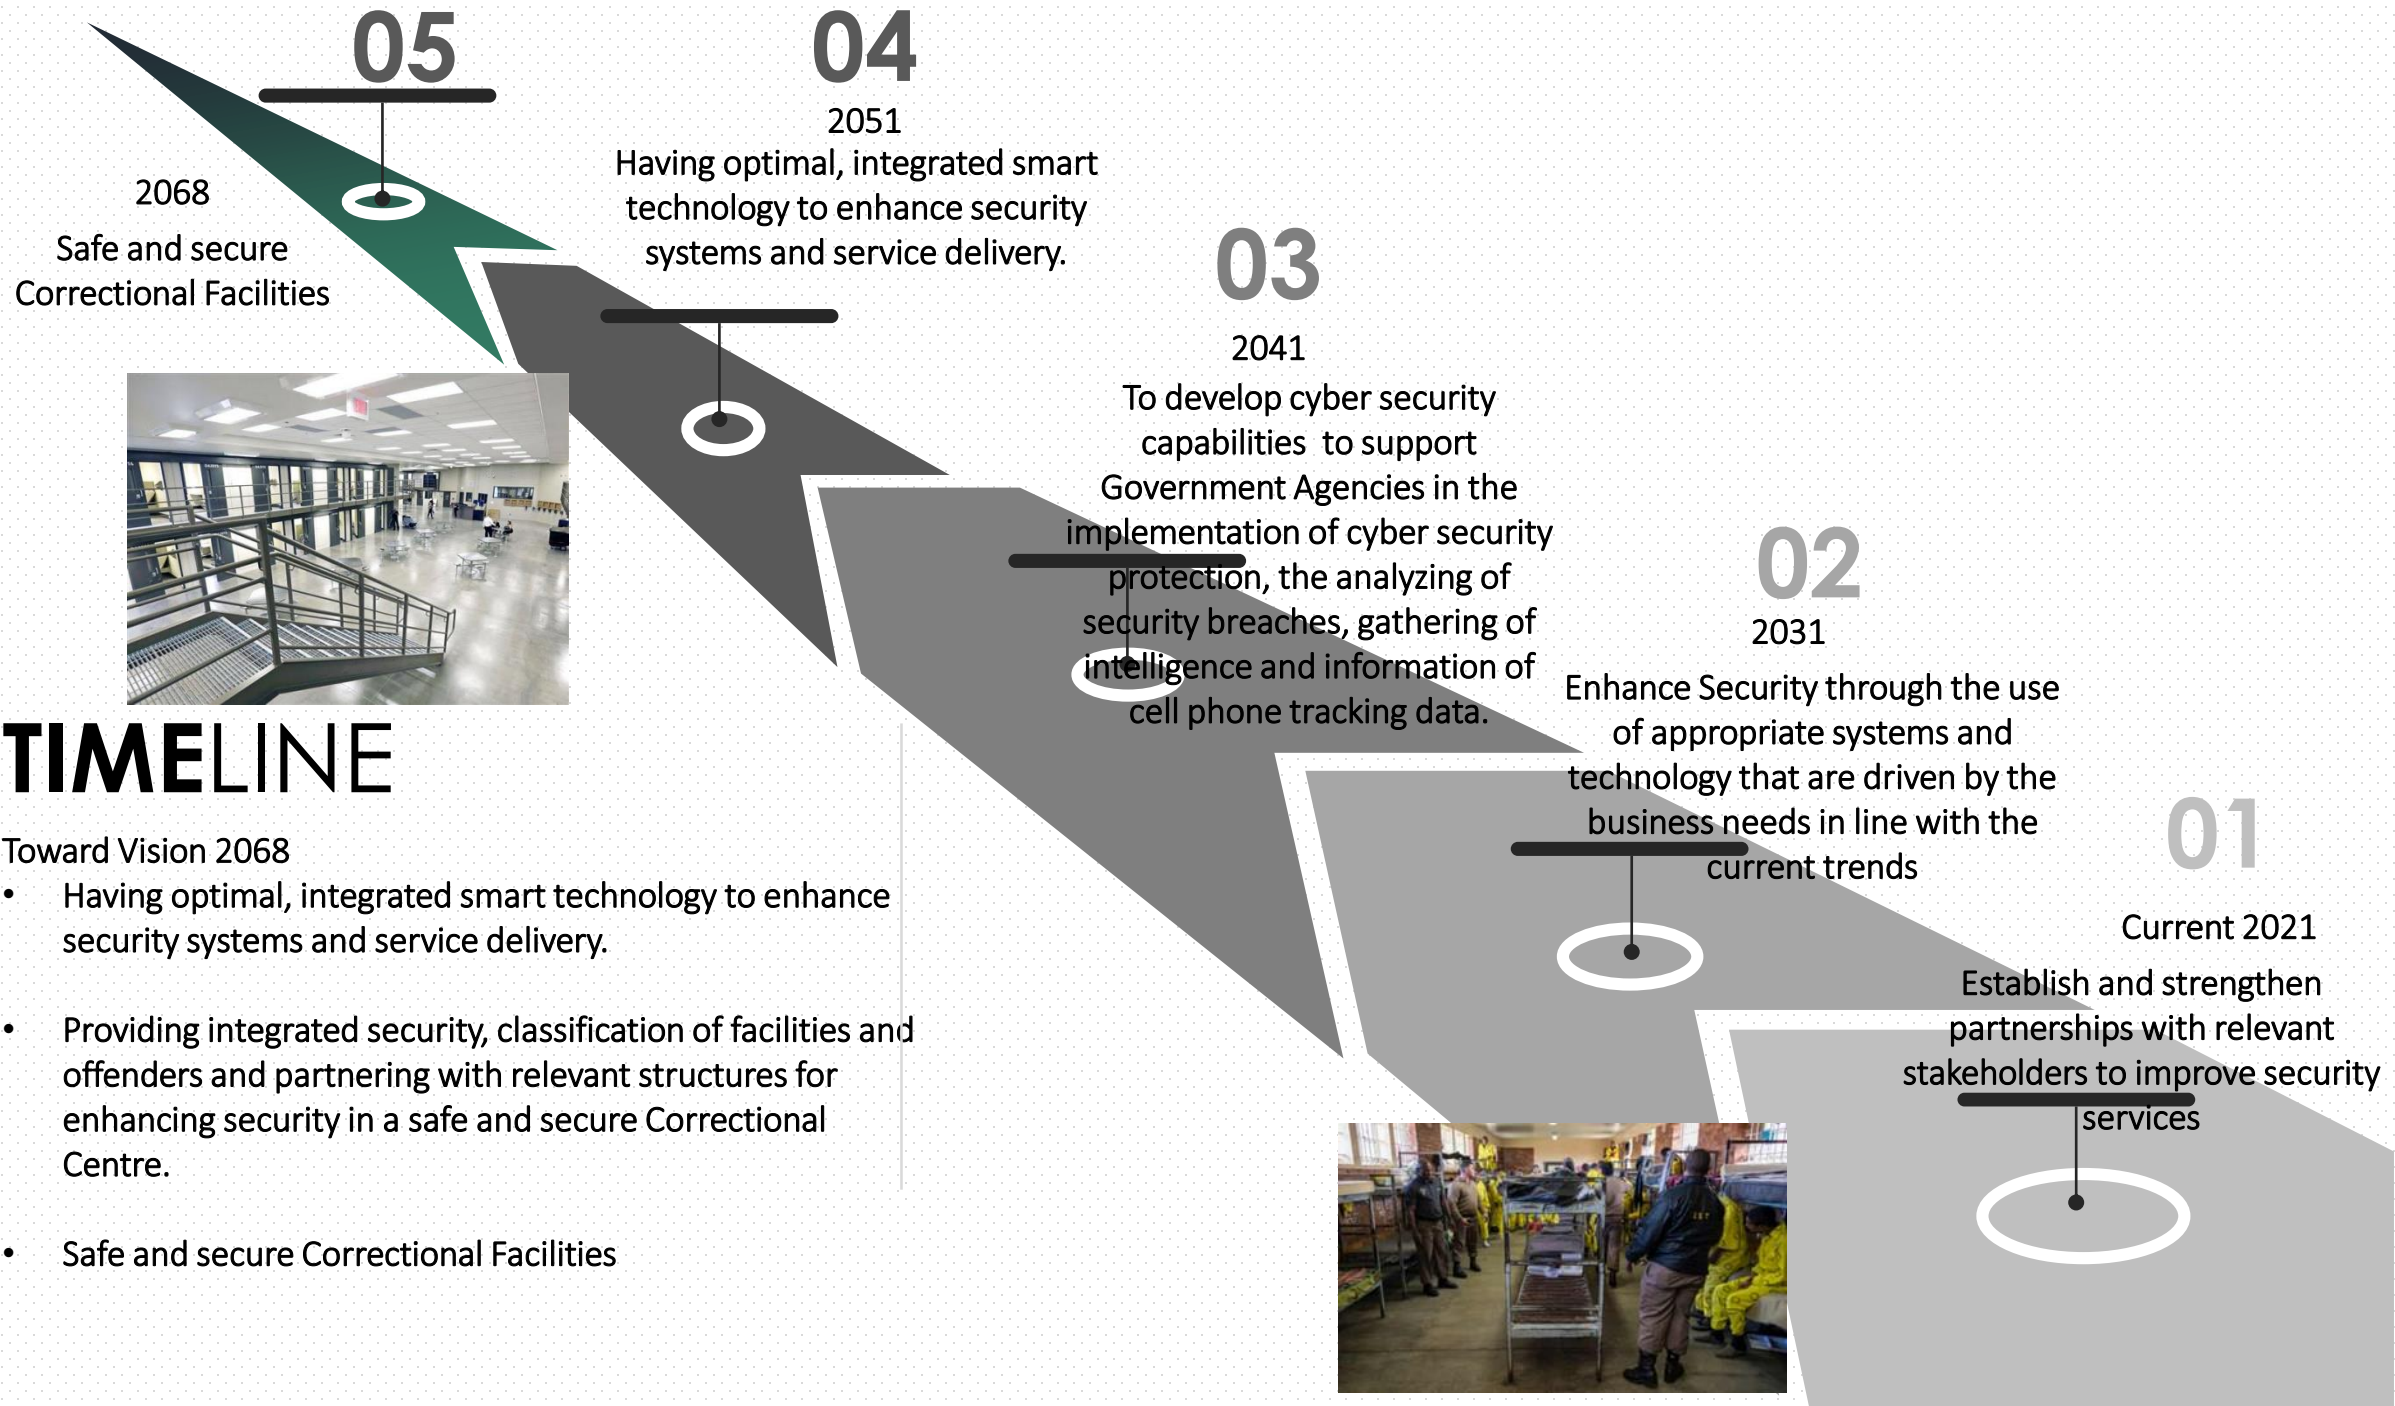 05
2068
Safe and secure
Correctional Facilities
04
2051
Having optimal, integrated smart
technology to enhance security
systems and service delivery.
03
2041
To develop cyber security
capabilities  to support
Government Agencies in the
implementation of cyber security
protection, the analyzing of
security breaches, gathering of
intelligence and information of
cell phone tracking data.
02
2031
Enhance Security through the use
of appropriate systems and
technology that are driven by the
business needs in line with the
current trends
01
Current 2021
Establish and strengthen
partnerships with relevant
stakeholders to improve security
services
TIMELINE
Toward Vision 2068
• Having optimal, integrated smart technology to enhance
security systems and service delivery.
• Providing integrated security, classification of facilities and
offenders and partnering with relevant structures for
enhancing security in a safe and secure Correctional
Centre.
• Safe and secure Correctional Facilities